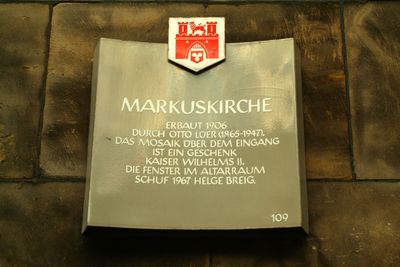 MARKUSKIRCHE
ERBAUT 1906
DURCH OTTO LÜER (1865-1947).
DAS MOSAIK ÜBER DEM EINGANG
IST EIN GESCHENK
KAISER WILHELMS II.
DIE FENSTER IM ALTARRAUM
SCHUF 1967 HELGE BREIG.
109